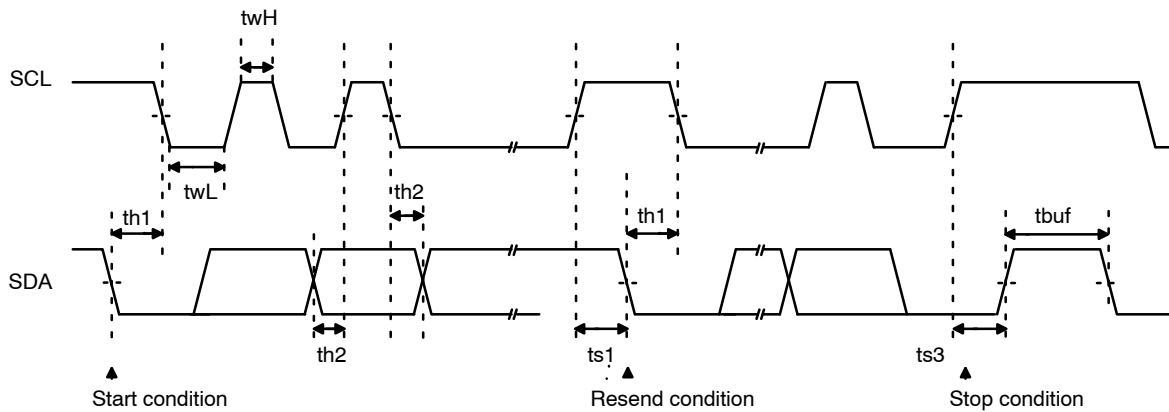 twH
SCL
twL
th2
th1
th1
tbuf
SDA
th2
ts1
ts3
Start condition
Resend condition
Stop condition